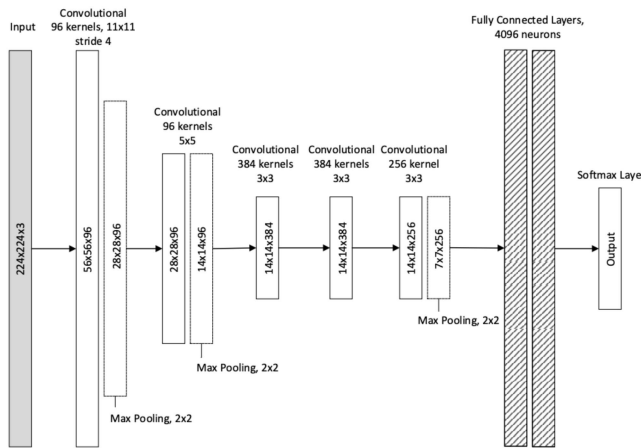 Input
Convolutional
96 kernels, 11x11
stride 4
Fully Connected Layers,
4096 neurons
Convolutional
96 kernels
5x5
Convolutional
384 kernels
3x3
Convolutional
384 kernels
3x3
Convolutional
256 kernel
3x3
Softmax Laye
224x224x3
56x56x96
28x28x96
28x28x96
14x14x96
14x14x384
14x14x384
14x14x256
7x7x256
Output
Max Pooling, 2x2
Max Pooling, 2x2
Max Pooling, 2x2